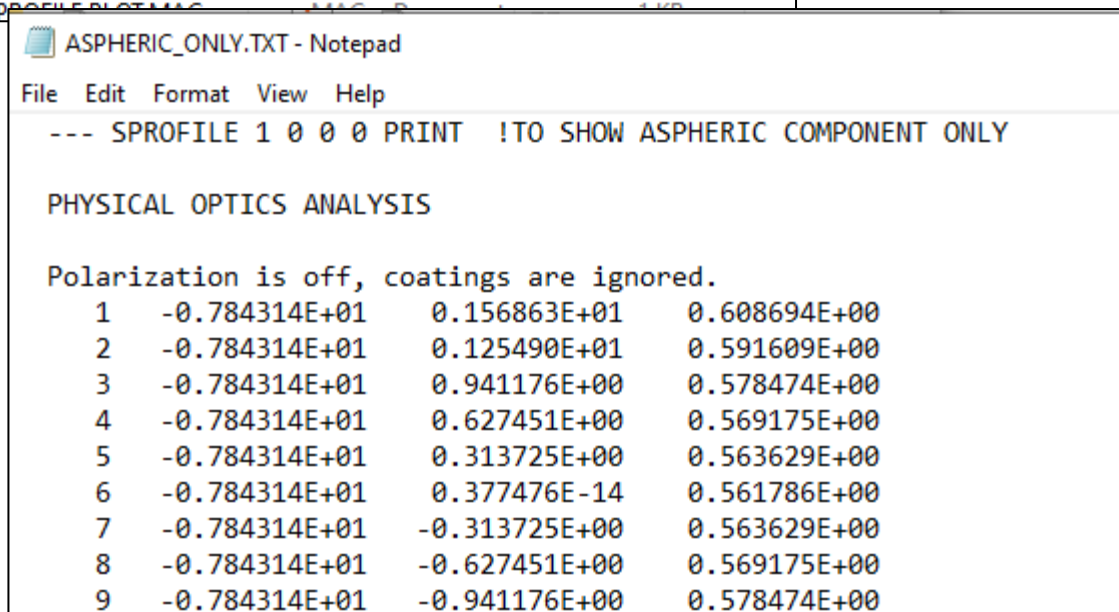 PROFILE PLOT.MAG
ASPHERIC_ONLY.TXT - Notepad
File Edit Format View Help
--- SPROFILE 1 0 0 0 PRINT !TO SHOW ASPHERIC COMPONENT ONLY
PHYSICAL OPTICS ANALYSIS
Polarization is off, coatings are ignored.
1 -0.784314E+01 0.156863E+01 0.608694E+00
2 -0.784314E+01 0.125490E+01 0.591609E+00
3 -0.784314E+01 0.941176E+00 0.578474E+00
4 -0.784314E+01 0.627451E+00 0.569175E+00
5 -0.784314E+01 0.313725E+00 0.563629E+00
6 -0.784314E+01 0.377476E-14 0.561786E+00
7 -0.784314E+01 -0.313725E+00 0.563629E+00
8 -0.784314E+01 -0.627451E+00 0.569175E+00
9 -0.784314E+01 -0.941176E+00 0.578474E+00